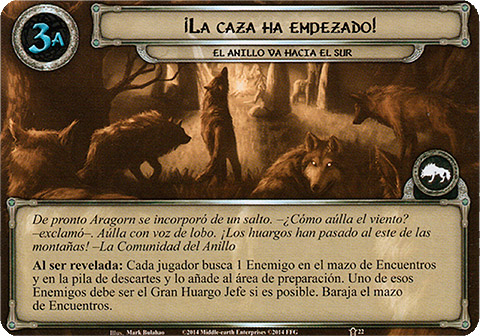 3A
¡La caza ha empezado!
El Anillo va hacia el Sur
De pronto Aragorn se incorporó de un salto. –¿Cómo aúlla el viento?
–exclamó–. Aúlla con voz de lobo. ¡Los huargos han pasado al este de las
montañas! –La Comunidad del Anillo
Al ser revelada: Cada jugador busca 1 Enemigo en el mazo de Encuentros
y en la pila de descartes y lo añade al área de preparación. Uno de esos
Enemigos debe ser el Gran Huargo Jefe si es posible. Baraja el mazo
de Encuentros.
Illus. Mark Bulahao ©2014 Middle-earth Enterprises ©2014 FFG 22